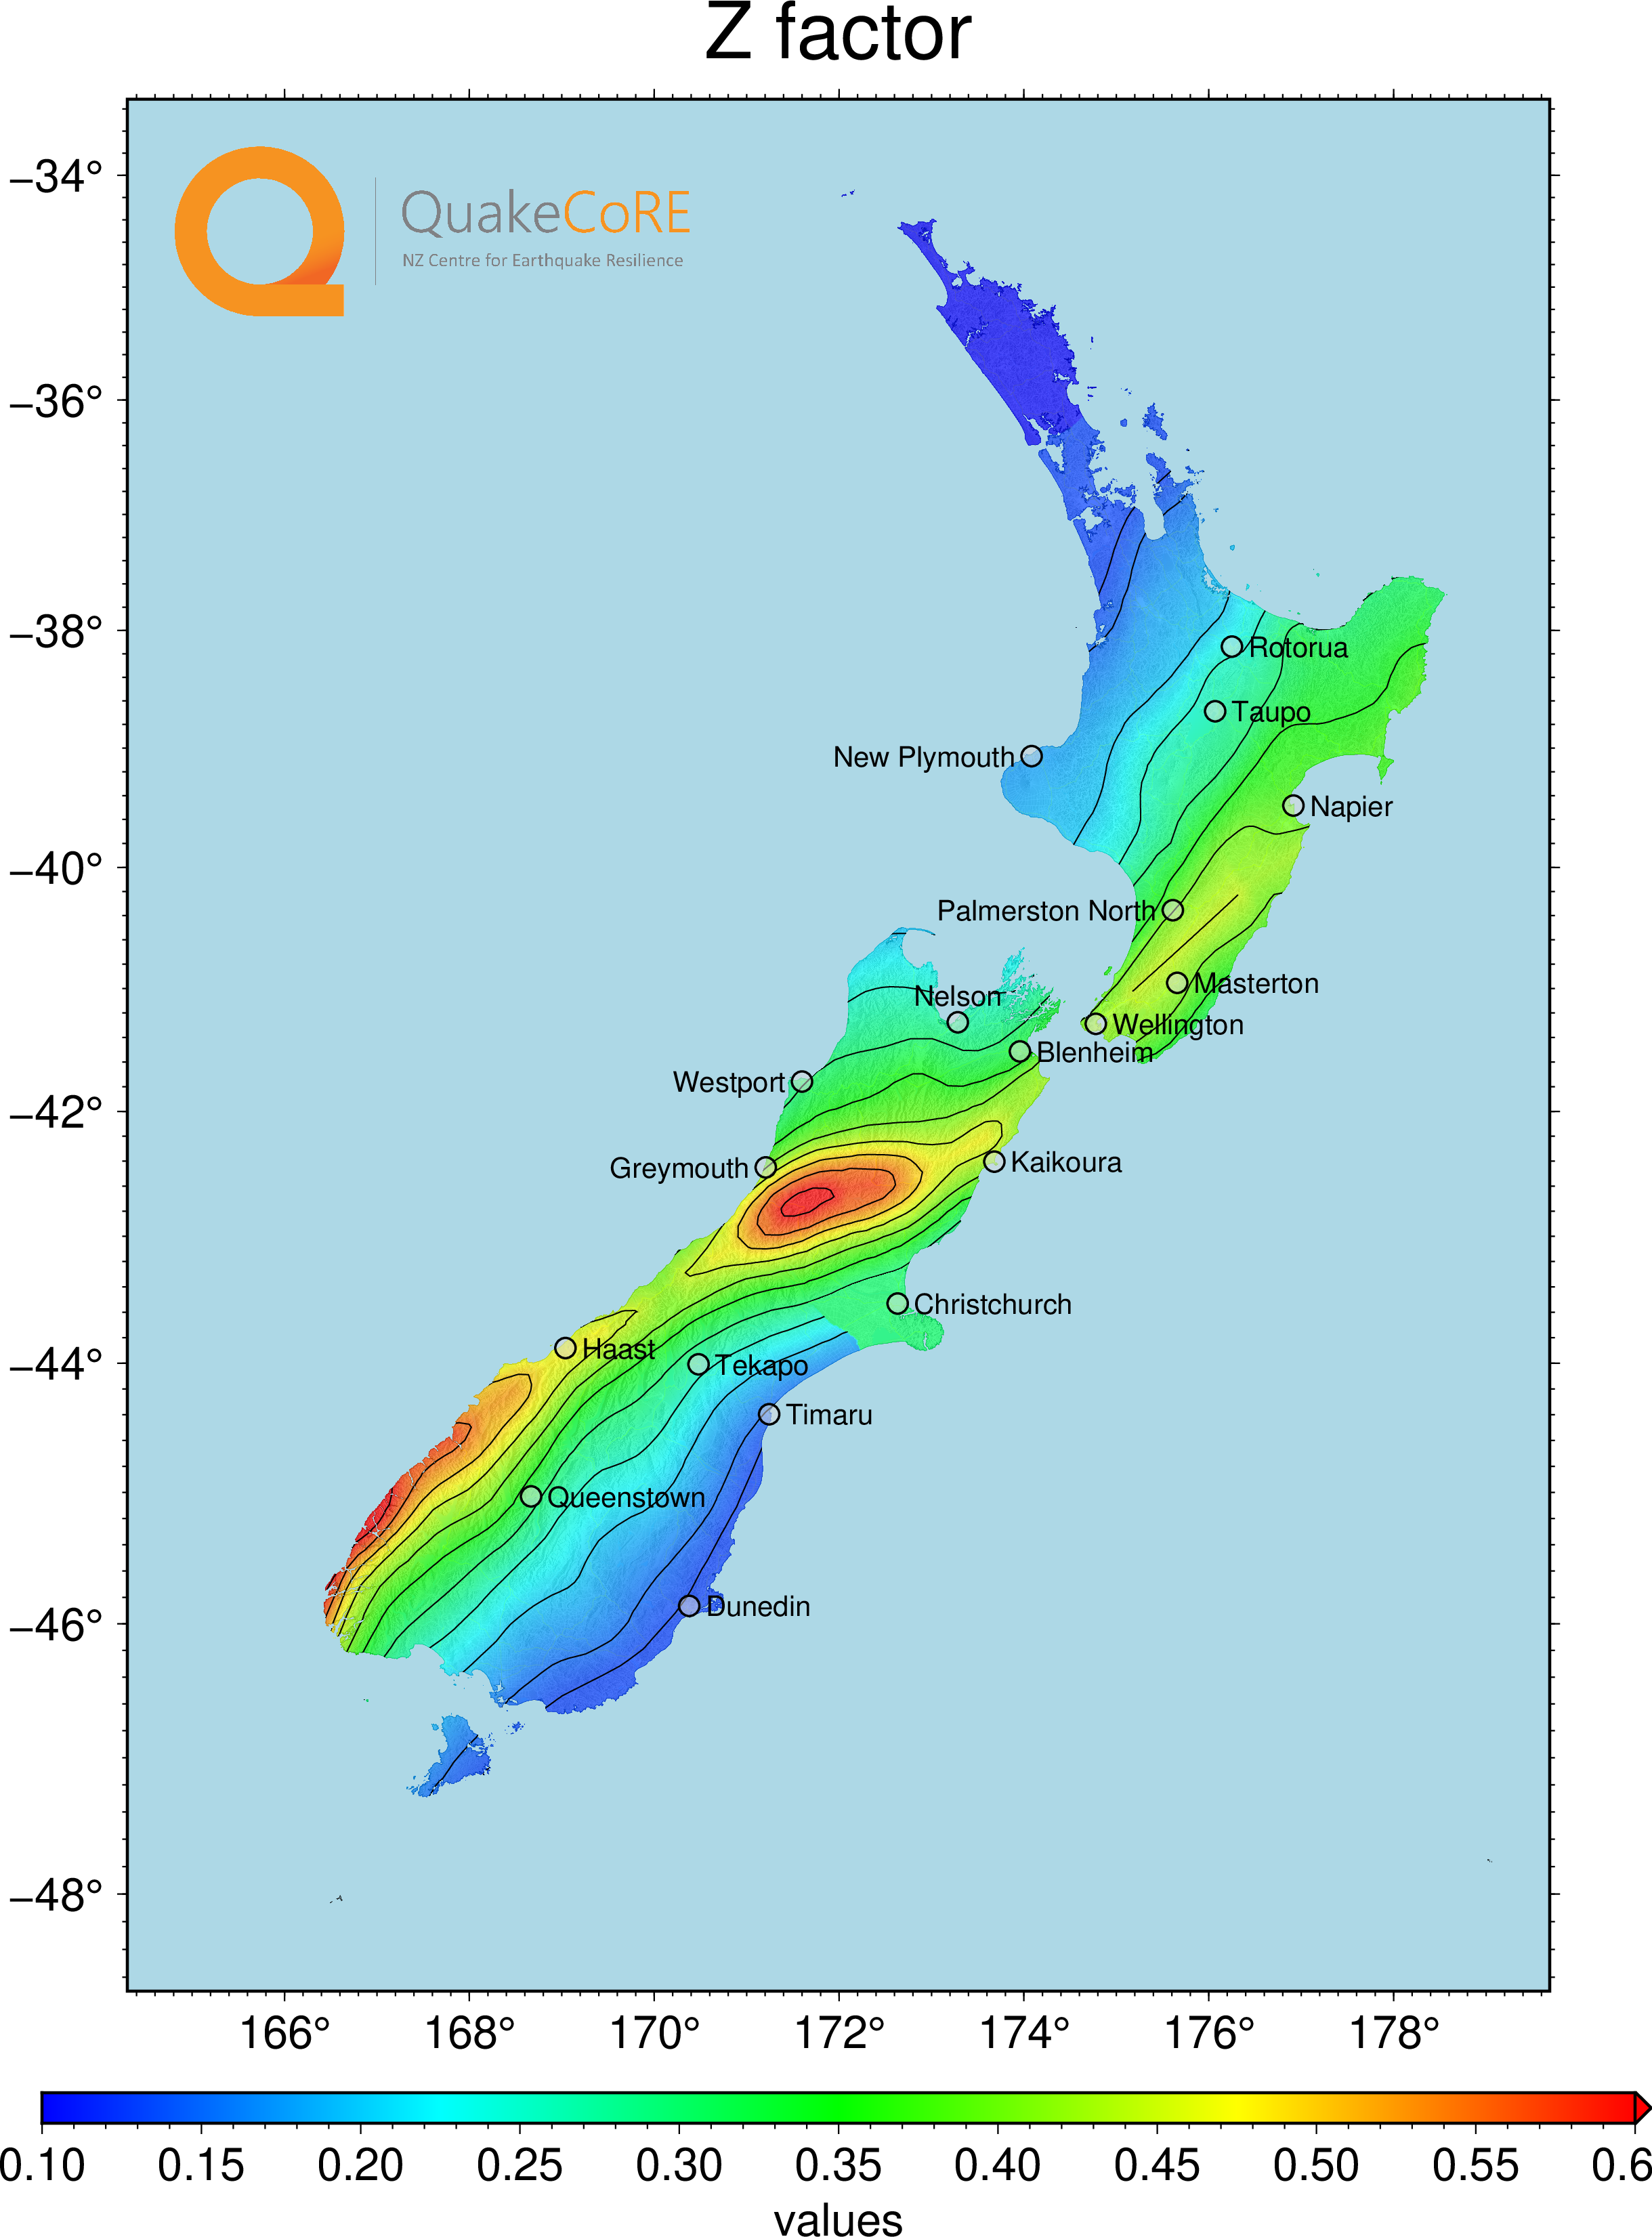 Z factor
QuakeCoRE
NZ Centre for Earthquake Resilience
−34°
−36°
−38°
−40°
−42°
−44°
−46°
−48°
Rotorua
Taupo
New Plymouth
Napier
Palmerston North
Masterton
Nelson
Wellington
Blenheim
Westport
Kaikoura
Greymouth
Christchurch
Haast
Tekapo
Timaru
Queenstown
Dunedin
166° 168° 170° 172° 174° 176° 178°
0.10 0.15 0.20 0.25 0.30 0.35 0.40 0.45 0.50 0.55 0.6
values